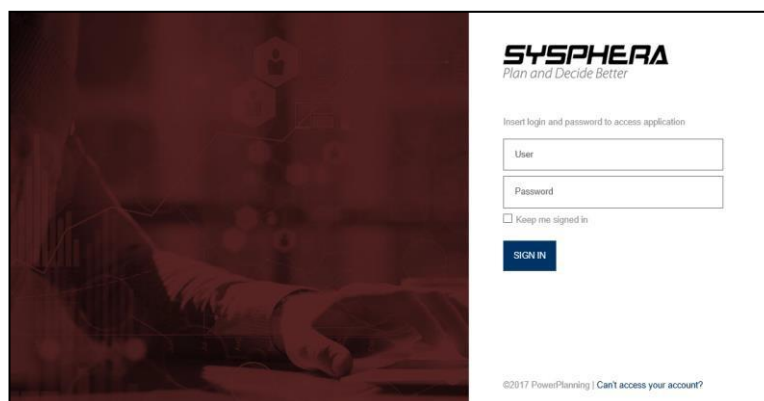 SYSPHERA
Plan and Decide Better
Insert login and password to access application
User
Password
Keep me signed in
SIGN IN
©2017 PowerPlanning | Can't access your account?